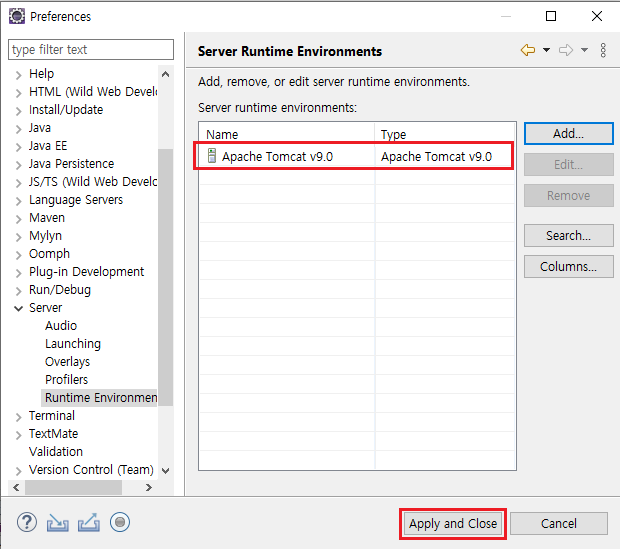 Preferences
type filter text
Help
HTML (Wild Web Develo
Install/Update
Java
Java EE
Java Persistence
JS/TS (Wild Web Develo
Language Servers
Maven
Mylyn
Oomph
Plug-in Development
Run/Debug
Server
Audio
Launching
Overlays
Profilers
Runtime Environmen
Terminal
TextMate
Validation
Version Control (Team)
Server Runtime Environments
Add, remove, or edit server runtime environments.
Server runtime environments:
Name Type
Apache Tomcat v9.0 Apache Tomcat v9.0
Add...
Edit...
Remove
Search...
Columns...
Apply and Close
Cancel